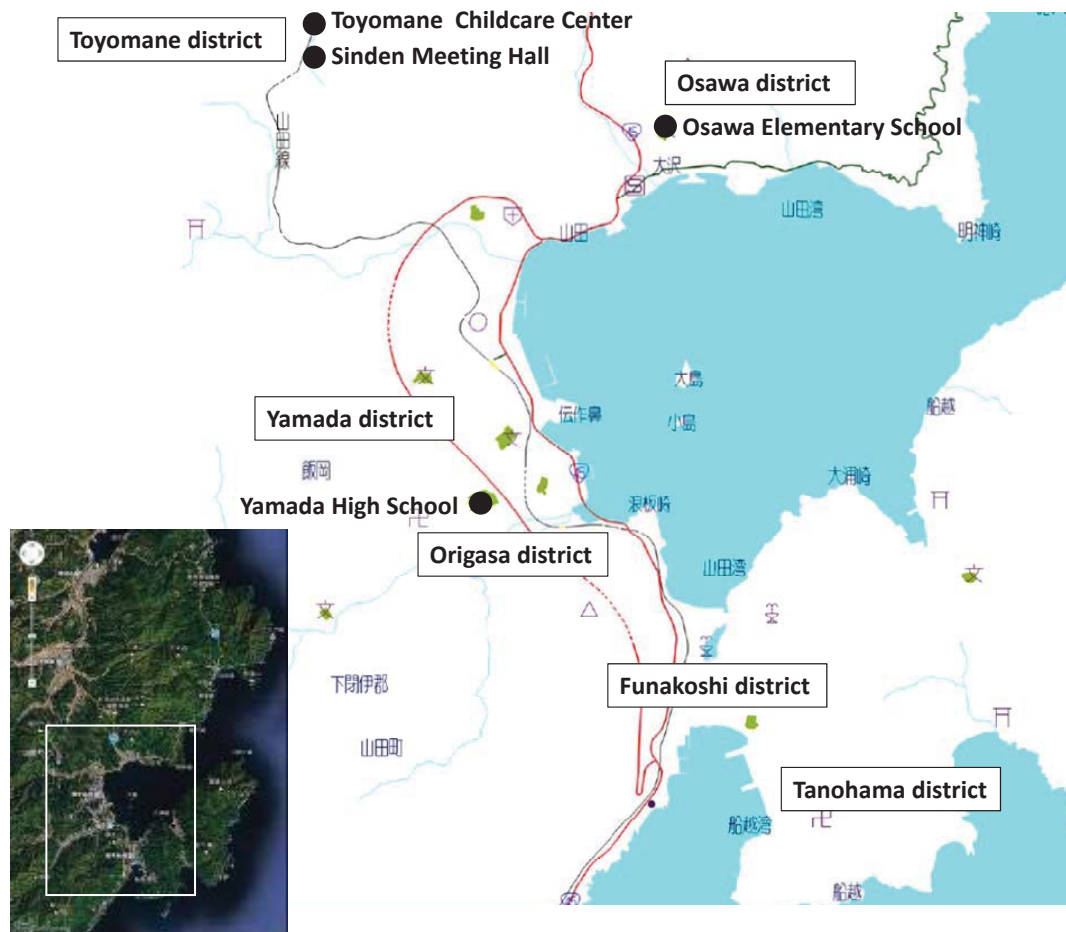 Toyomane Childcare Center
Toyomane district
Sinden Meeting Hall
Osawa district
Osawa Elementary School
山田線
大沢
山田湾
山田
明神崎
大島
小島
船越
Yamada district
伝作鼻
飯岡
大浦崎
Yamada High School
浪板崎
Origasa district
山田湾
下閉伊郡
Funakoshi district
山田町
Tanohama district
船越湾
船越